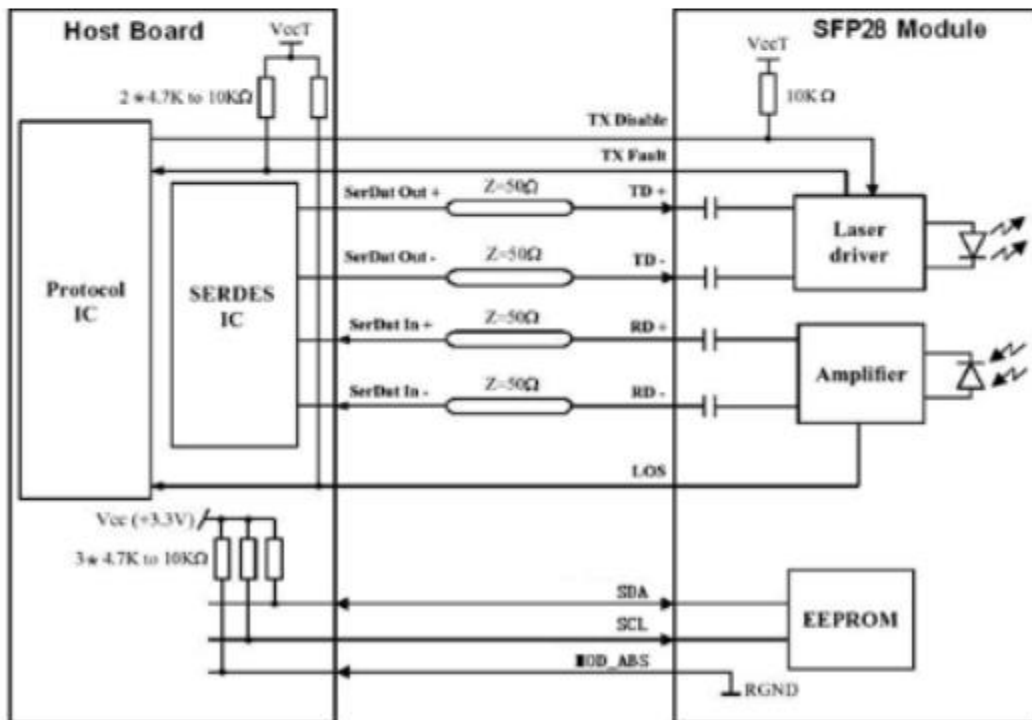 Host Board
SFP28 Module
VccT
VccT
2*4.7K to 10KΩ
10KΩ
TX Disable
TX Fault
SerDat Out +
Z=50Ω
TD +
SerDat Out -
Z=50Ω
TD -
Laser
driver
Protocol
IC
SERDES
IC
SerDat In +
Z=50Ω
RD +
SerDat In -
Z=50Ω
RD -
Amplifier
LOS
Vcc (+3.3V)
3* 4.7K to 10KΩ
SDA
SCL
EEPROM
MOD_ABS
RGND